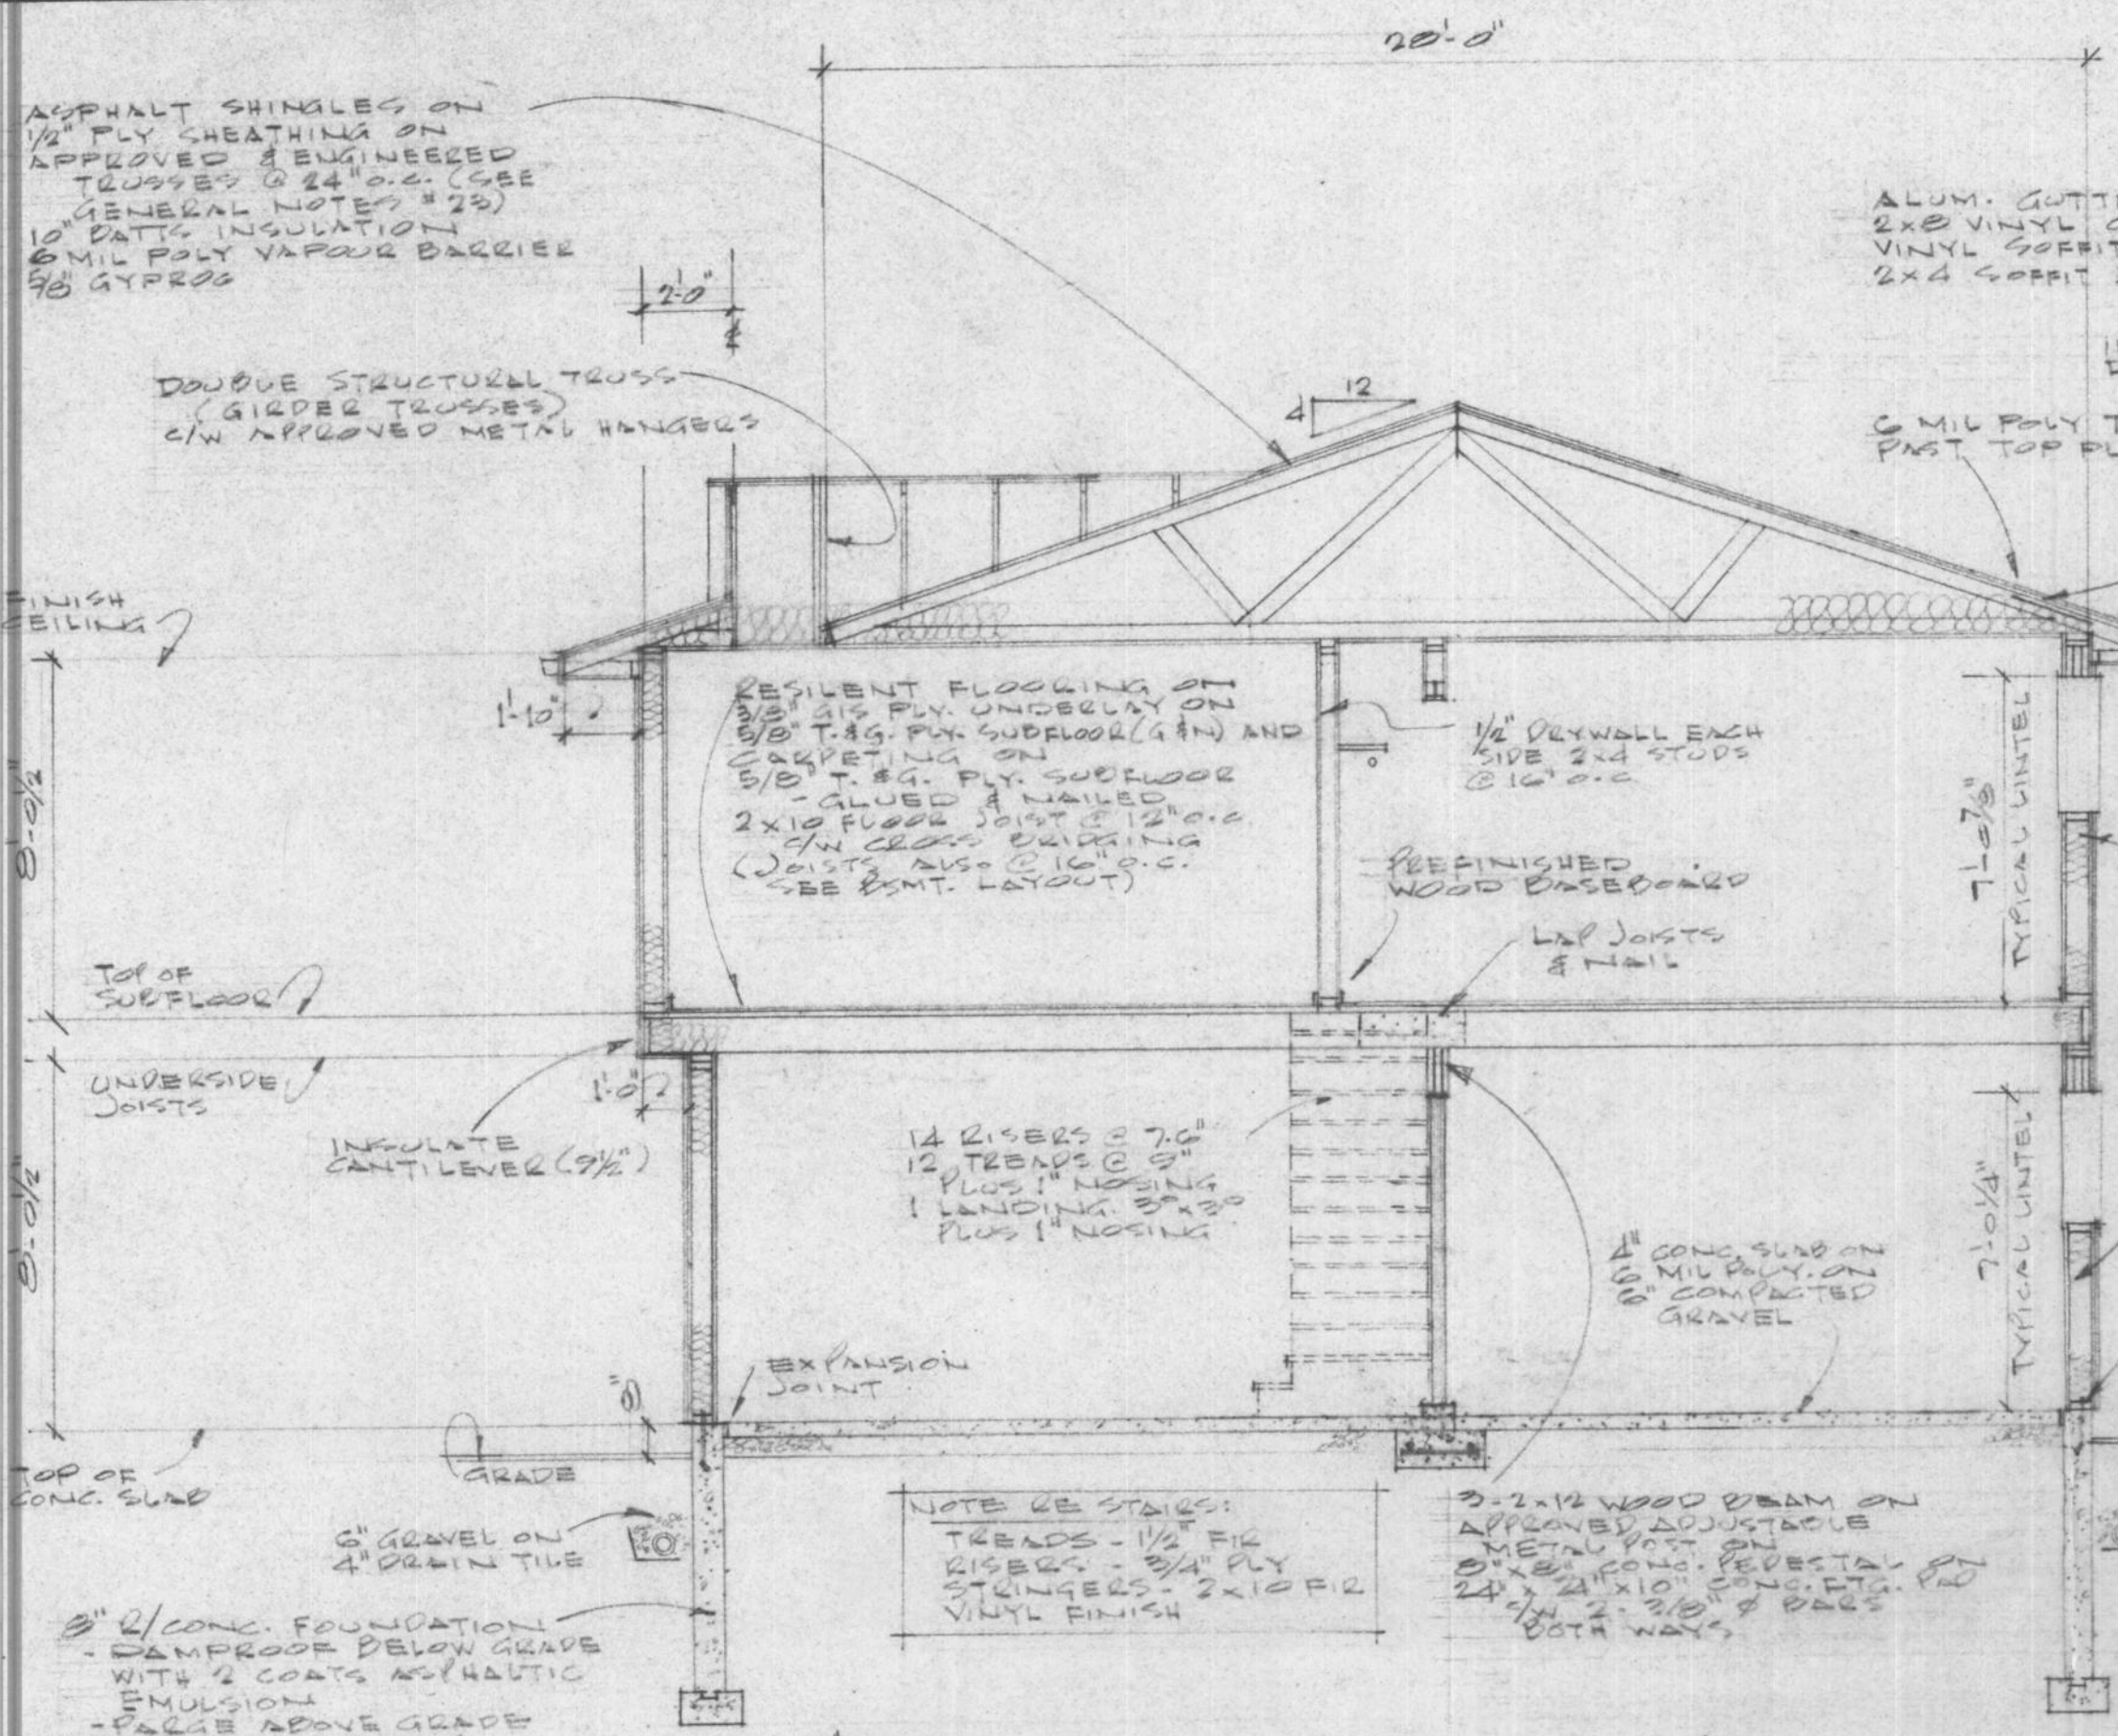 28'-0"
ASPHALT SHINGLES ON
1/2" PLY SHEATHING ON
APPROVED & ENGINEERED
TRUSSES @ 24" O.C. (SEE
GENERAL NOTES # 23)
10" BATTS INSULATION
6 MIL POLY VAPOUR BARRIER
5/8" GYPROC
2'-0"
DOUBLE STRUCTURAL TRUSS
(GIRDER TRUSSES)
C/W APPROVED METAL HANGERS
ALUM. GUTT
2x8 VINYL
VINYL SOFFIT
2x4 SOFFIT
12
4
6 MIL POLY
PAST TOP PL
FINISH
CEILING
1'-10"
8'-0 1/2"
RESILENT FLOORING ON
3/8" GIS PLY. UNDERLAY ON
5/8" T.&G. PLY. SUBFLOOR (G&N) AND
CARPETING ON
5/8" T.&G. PLY. SUBFLOOR
- GLUED & NAILED
2x10 FLOOR JOIST @ 12" O.C.
C/W CROSS BRIDGING
(JOISTS ALSO @ 16" O.C.
SEE BSMT. LAYOUT)
1/2" DRYWALL EACH
SIDE 2x4 STUDS
@ 16" O.C.
PREFINISHED
WOOD BASEBOARD
LAP JOISTS
& NAIL
7'-0 7/8"
TYPICAL LINTEL
TOP OF
SUBFLOOR
UNDERSIDE
JOISTS
1'-0"
INSULATE
CANTILEVER (9 1/2")
8'-0 1/2"
14 RISERS @ 7.6"
12 TREADS @ 9"
PLUS 1" NOSING
1 LANDING. 3⁰x3⁰
PLUS 1" NOSING
4" CONC. SLAB ON
6 MIL POLY. ON
6" COMPACTED
GRAVEL
7'-0 1/4"
TYPICAL LINTEL
EXPANSION
JOINT
8"
TOP OF
CONC. SLAB
GRADE
6" GRAVEL ON
4" DRAIN TILE
NOTE RE STAIRS:
TREADS - 1 1/2" FIR
RISERS - 3/4" PLY
STRINGERS - 2x10 FIR
VINYL FINISH
3-2x12 WOOD BEAM ON
APPROVED ADJUSTABLE
METAL POST ON
8"x8" CONC. PEDESTAL ON
24"x24"x10" CONC. FTG. PAD
C/W 2- 3/8" Ø BARS
BOTH WAYS
8" R/CONC. FOUNDATION
- DAMPROOF BELOW GRADE
WITH 2 COATS ASPHALTIC
EMULSION
- PARGE ABOVE GRADE